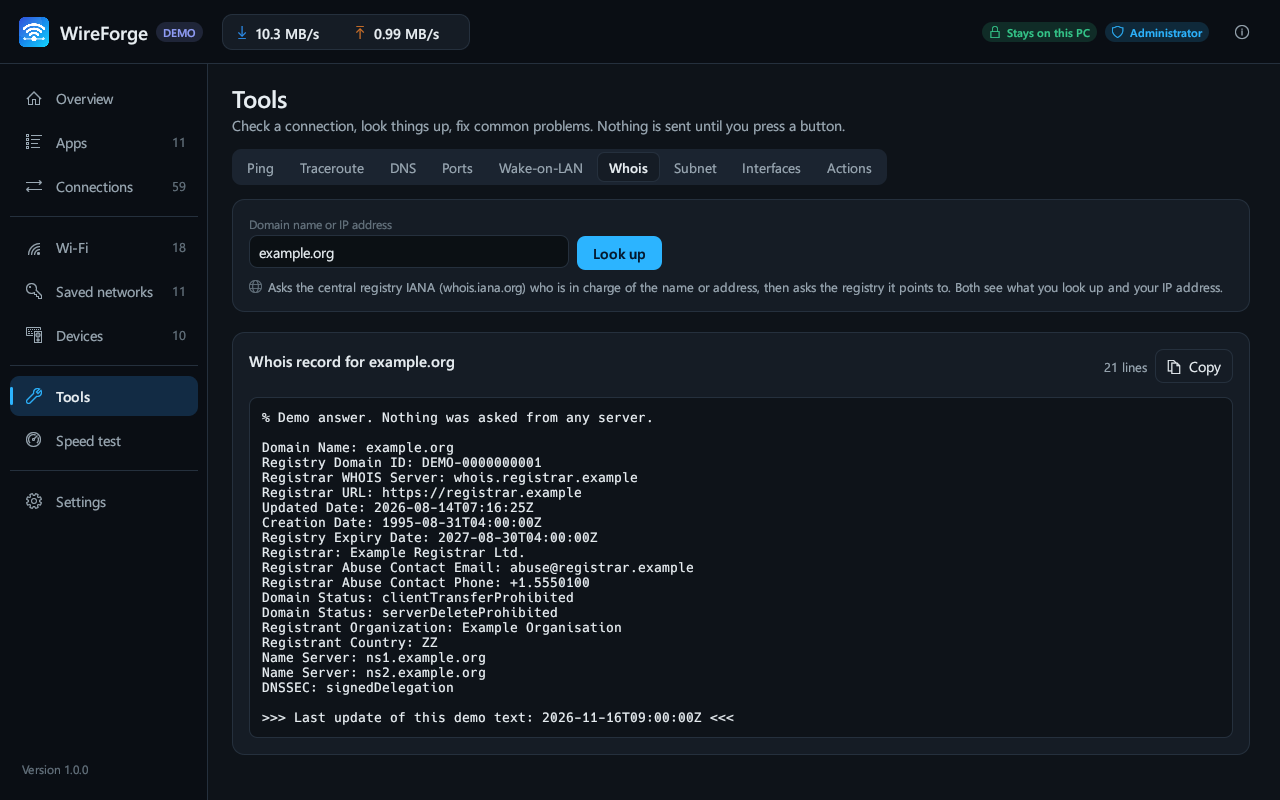 WireForge DEMO 10.3 MB/s 0.99 MB/s Stays on this PC Administrator
Overview
Apps 11
Connections 59
Wi-Fi 18
Saved networks 11
Devices 10
Tools
Speed test
Settings
Version 1.0.0
Tools
Check a connection, look things up, fix common problems. Nothing is sent until you press a button.
Ping Traceroute DNS Ports Wake-on-LAN Whois Subnet Interfaces Actions
Domain name or IP address
example.org Look up
Asks the central registry IANA (whois.iana.org) who is in charge of the name or address, then asks the registry it points to. Both see what you look up and your IP address.
Whois record for example.org 21 lines Copy
% Demo answer. Nothing was asked from any server.
Domain Name: example.org
Registry Domain ID: DEMO-0000000001
Registrar WHOIS Server: whois.registrar.example
Registrar URL: https://registrar.example
Updated Date: 2026-08-14T07:16:25Z
Creation Date: 1995-08-31T04:00:00Z
Registry Expiry Date: 2027-08-30T04:00:00Z
Registrar: Example Registrar Ltd.
Registrar Abuse Contact Email: abuse@registrar.example
Registrar Abuse Contact Phone: +1.5550100
Domain Status: clientTransferProhibited
Domain Status: serverDeleteProhibited
Registrant Organization: Example Organisation
Registrant Country: ZZ
Name Server: ns1.example.org
Name Server: ns2.example.org
DNSSEC: signedDelegation
>>> Last update of this demo text: 2026-11-16T09:00:00Z <<<